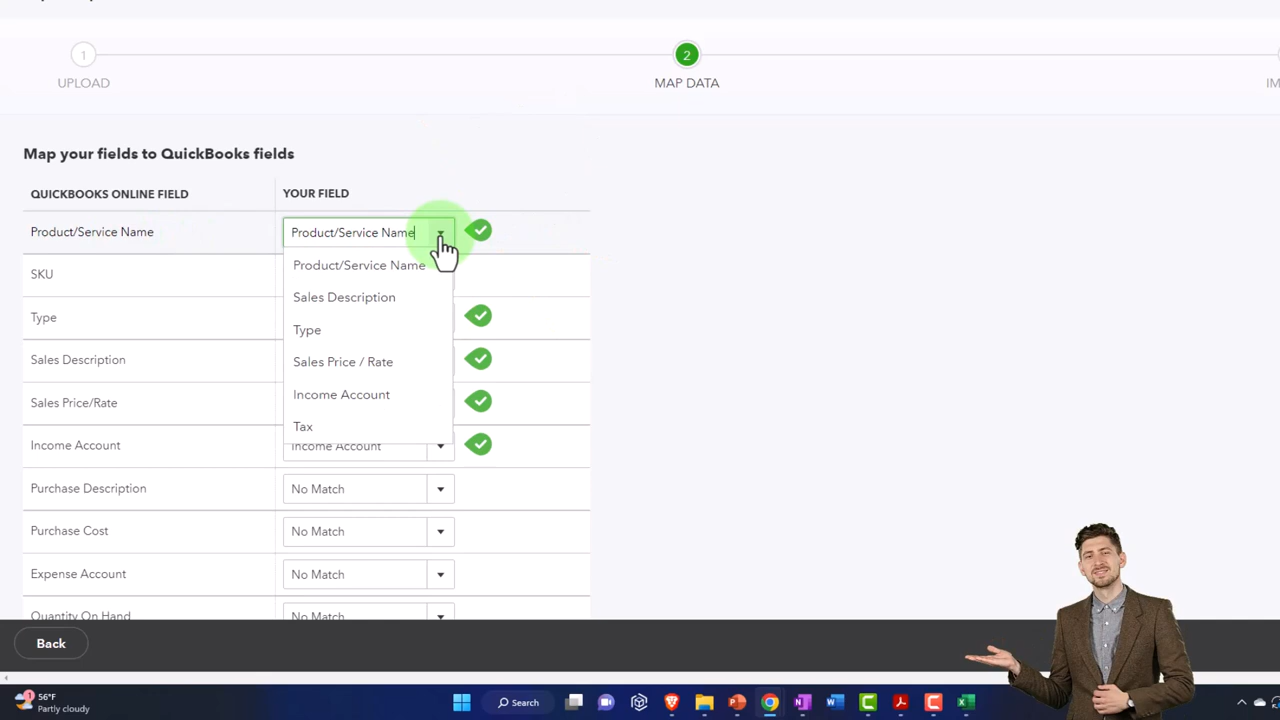 1
2
UPLOAD
MAP DATA
IM
Map your fields to QuickBooks fields
QUICKBOOKS ONLINE FIELD
YOUR FIELD
Product/Service Name
Product/Service Name
Product/Service Name
SKU
Sales Description
Type
Type
Sales Description
Sales Price / Rate
Sales Price/Rate
Income Account
Tax
Income Account
Income Account
Purchase Description
No Match
Purchase Cost
No Match
Expense Account
No Match
Quantity On Hand
No Match
Back
1
56°F
Partly cloudy
Search